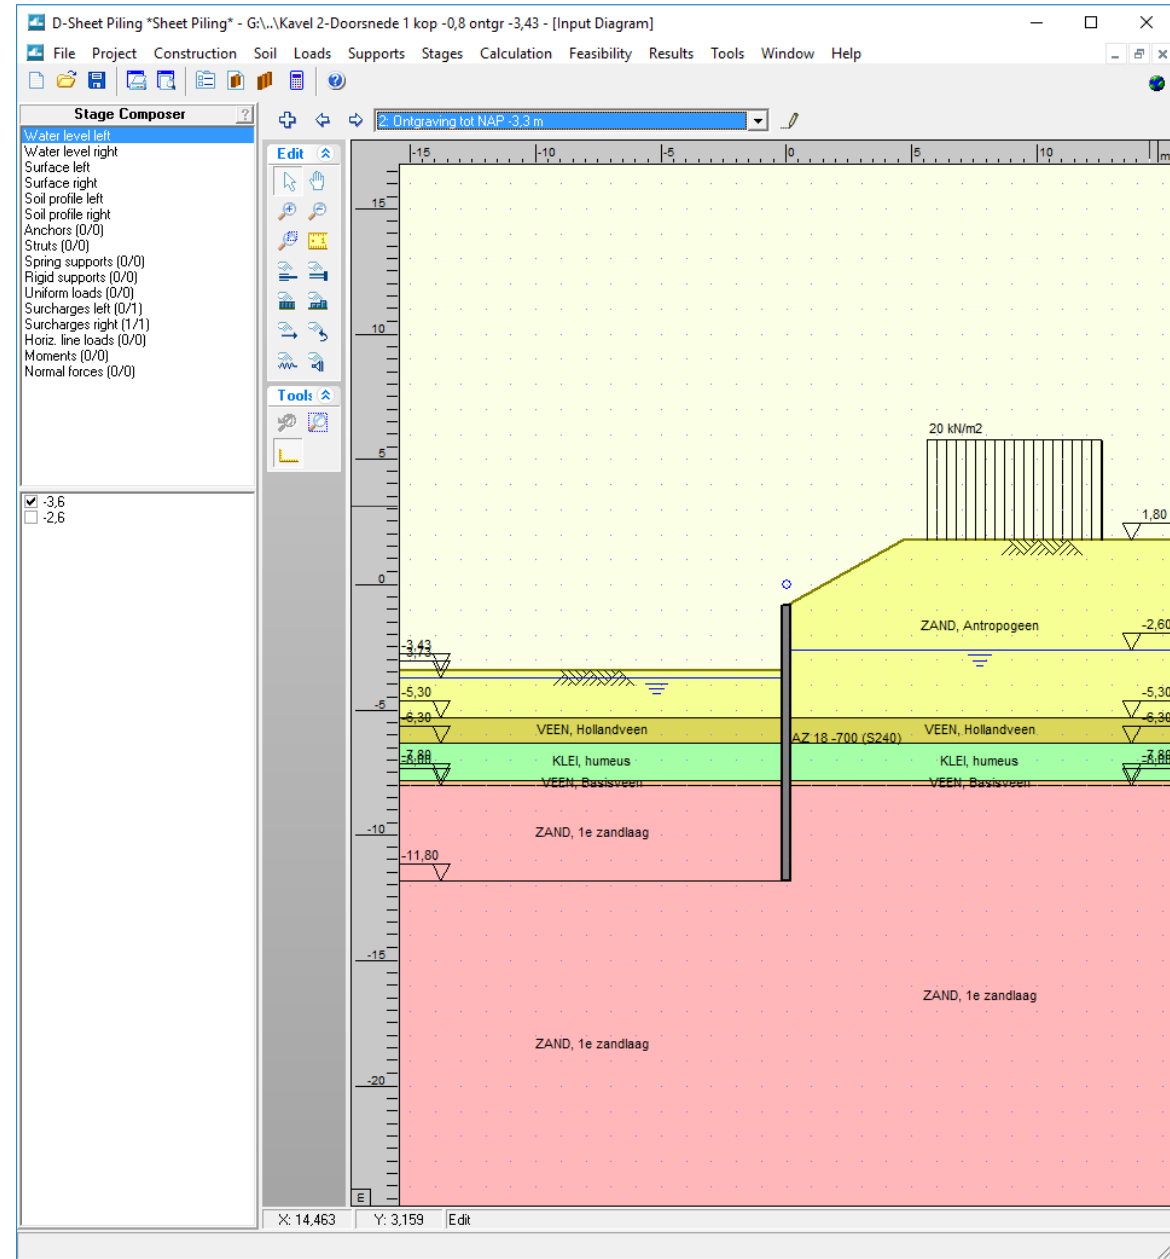 D-Sheet Piling *Sheet Piling* - G:\..\Kavel 2-Doorsnede 1 kop -0,8 ontgr -3,43 - [Input Diagram]
File Project Construction Soil Loads Supports Stages Calculation Feasibility Results Tools Window Help
Stage Composer ?
2: Ontgraving tot NAP -3,3 m
Water level left
Water level right
Surface left
Surface right
Soil profile left
Soil profile right
Anchors (0/0)
Struts (0/0)
Spring supports (0/0)
Rigid supports (0/0)
Uniform loads (0/0)
Surcharges left (0/1)
Surcharges right (1/1)
Horiz. line loads (0/0)
Moments (0/0)
Normal forces (0/0)
-3,6
-2,6
Edit
Tools
-15 -10 -5 0 5 10 m
15
10
5
0
-5
-10
-15
-20
20 kN/m2
1,80
ZAND, Antropogeen
-2,60
-3,43
-3,73
-5,30
-5,30
-6,30
-6,30
VEEN, Hollandveen
AZ 18 -700 (S240)
VEEN, Hollandveen
-7,80
-7,80
KLEI, humeus
KLEI, humeus
VEEN, Basisveen
VEEN, Basisveen
ZAND, 1e zandlaag
-11,80
ZAND, 1e zandlaag
ZAND, 1e zandlaag
E
X: 14,463 Y: 3,159 Edit